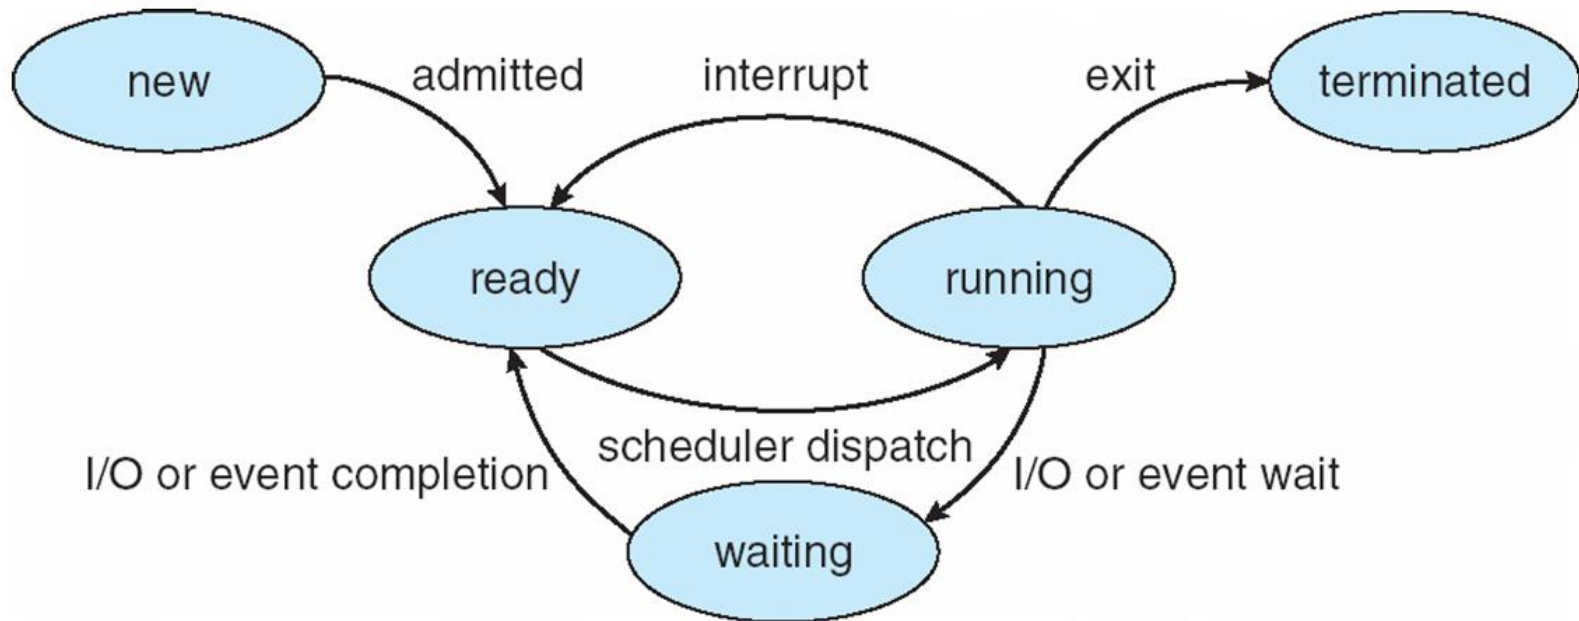 new
admitted
interrupt
exit
terminated
ready
running
scheduler dispatch
I/O or event completion
I/O or event wait
waiting